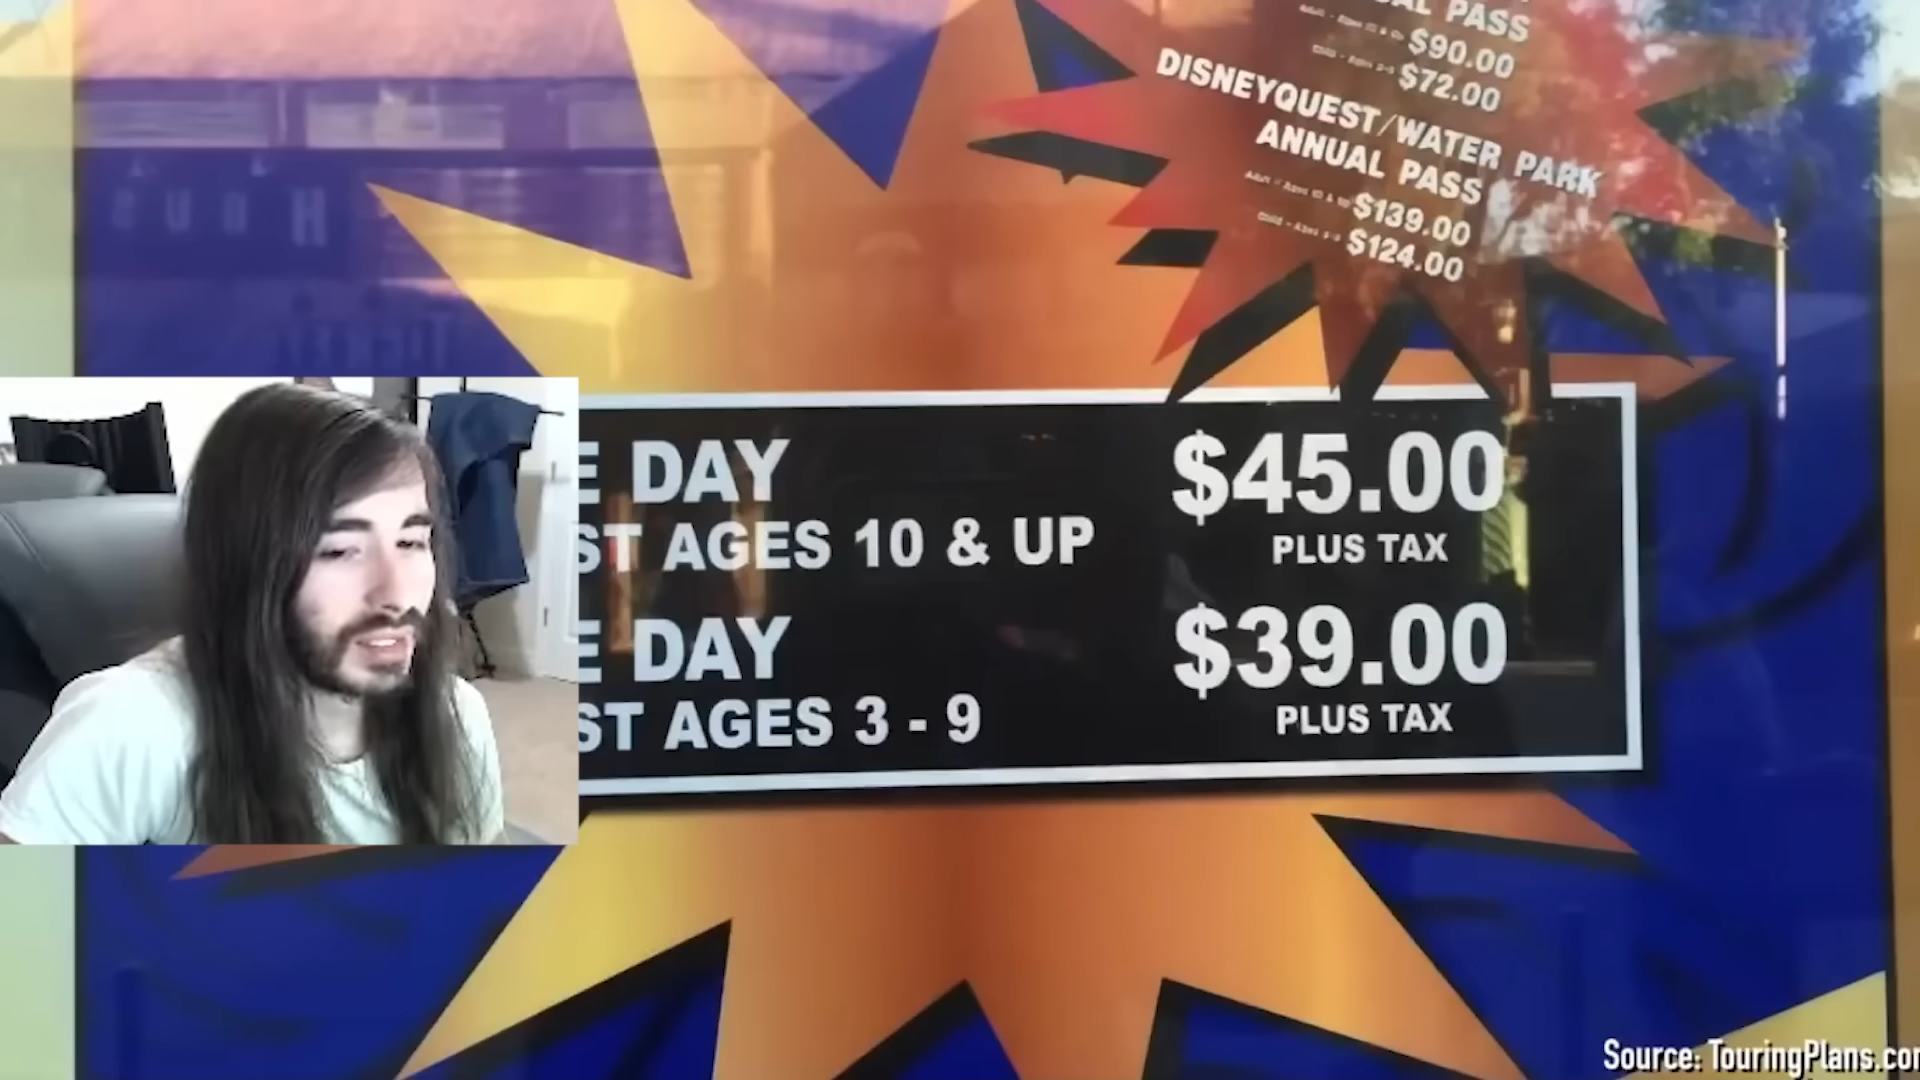 PASS
$90.00
$72.00
DISNEYQUEST/WATER PARK
ANNUAL PASS
$139.00
$124.00
E DAY
$45.00
ST AGES 10 & UP
PLUS TAX
E DAY
$39.00
ST AGES 3 - 9
PLUS TAX
Source: TouringPlans.com